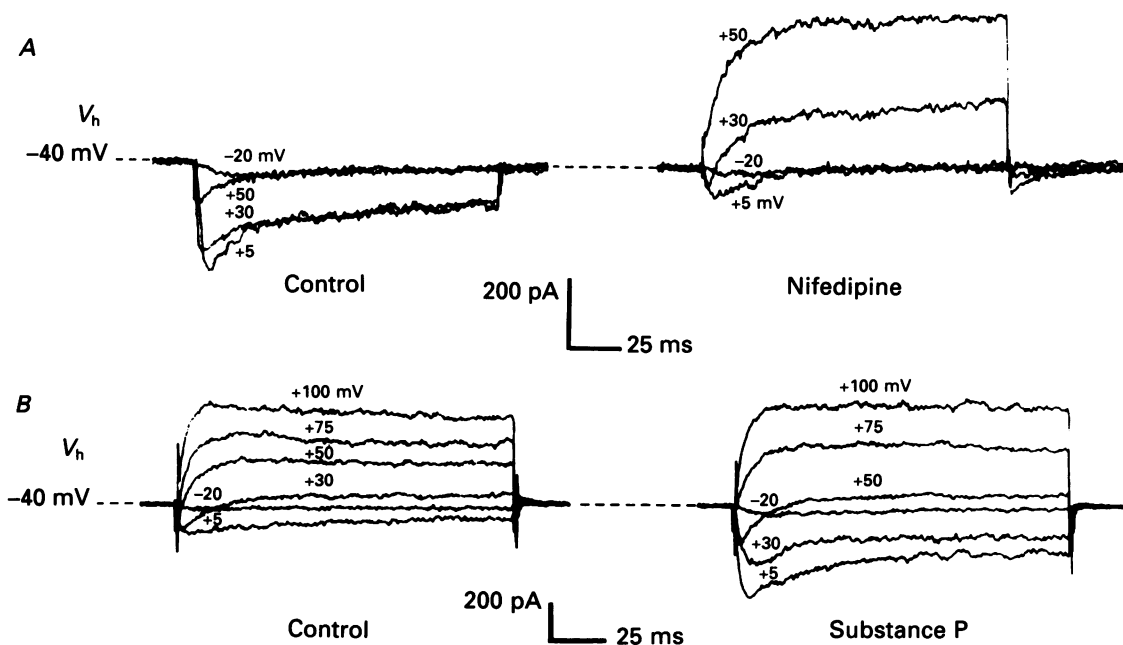 A
V_h
−40 mV
−20 mV
+50
+30
+5
Control
+50
+30
−20
+5 mV
Nifedipine
200 pA
25 ms
B
V_h
−40 mV
+100 mV
+75
+50
+30
−20
+5
Control
+100 mV
+75
+50
−20
+30
+5
Substance P
200 pA
25 ms